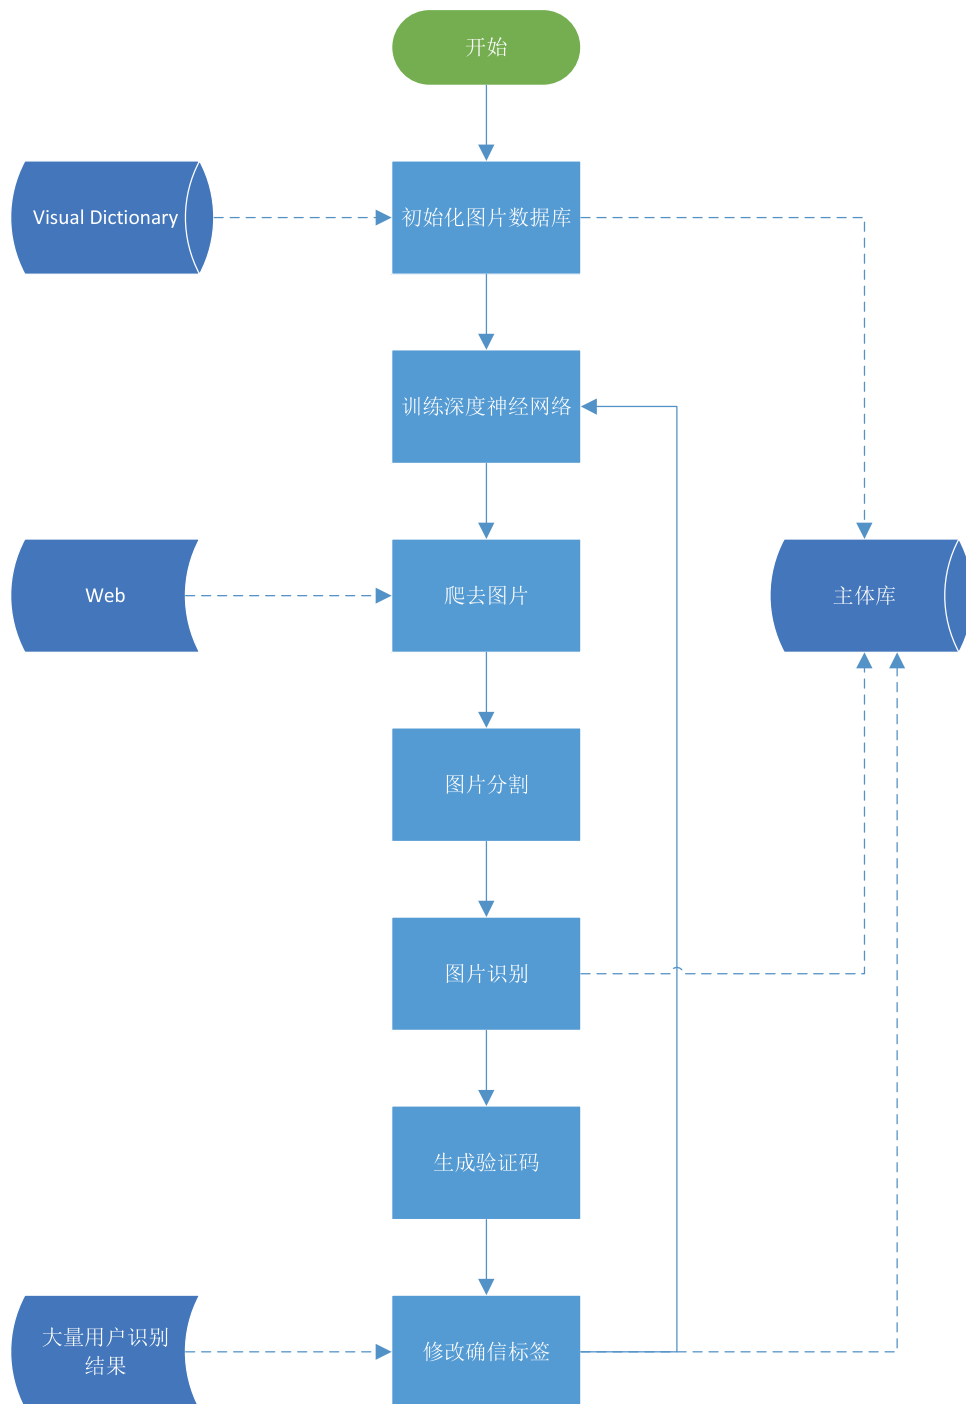 开始
Visual Dictionary
初始化图片数据库
训练深度神经网络
Web
爬去图片
主体库
图片分割
图片识别
生成验证码
大量用户识别
结果
修改确信标签